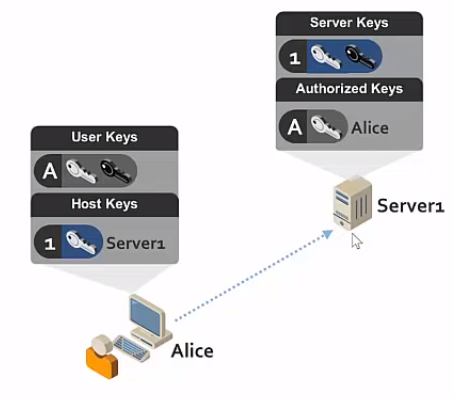 Server Keys
1
Authorized Keys
A Alice
User Keys
A
Host Keys
1 Server1
Server1
Alice